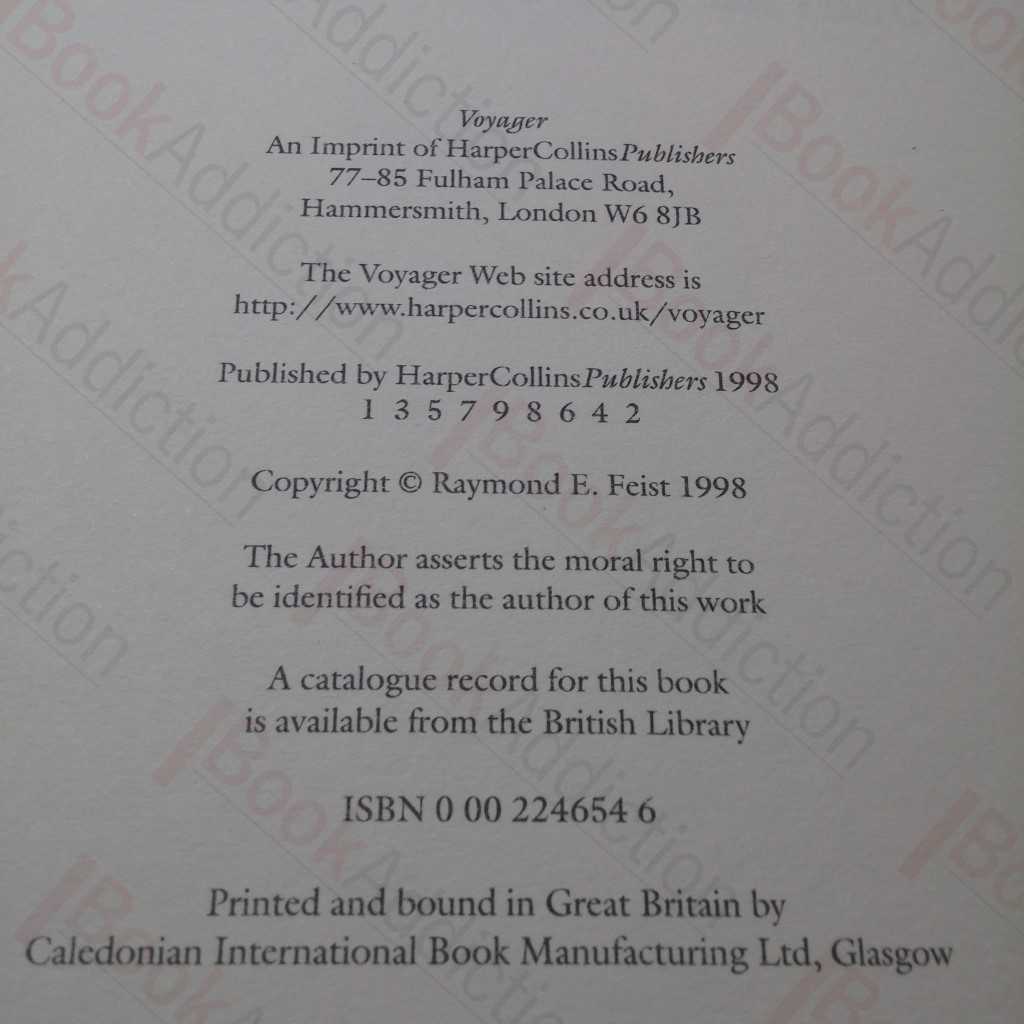 Voyager
An Imprint of HarperCollinsPublishers
77–85 Fulham Palace Road,
Hammersmith, London W6 8JB
The Voyager Web site address is
http://www.harpercollins.co.uk/voyager
Published by HarperCollinsPublishers 1998
1 3 5 7 9 8 6 4 2
Copyright © Raymond E. Feist 1998
The Author asserts the moral right to
be identified as the author of this work
A catalogue record for this book
is available from the British Library
ISBN 0 00 224654 6
Printed and bound in Great Britain by
Caledonian International Book Manufacturing Ltd, Glasgow
BookAddiction